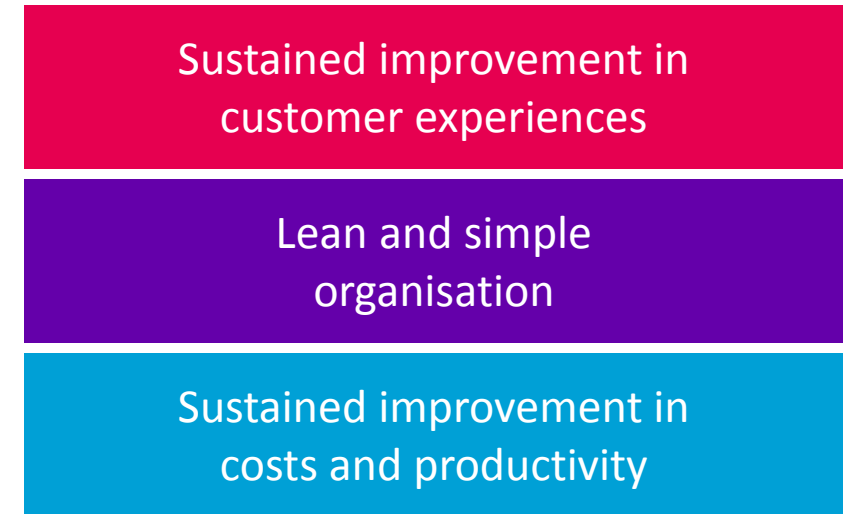 Sustained improvement in
customer experiences
Lean and simple
organisation
Sustained improvement in
costs and productivity